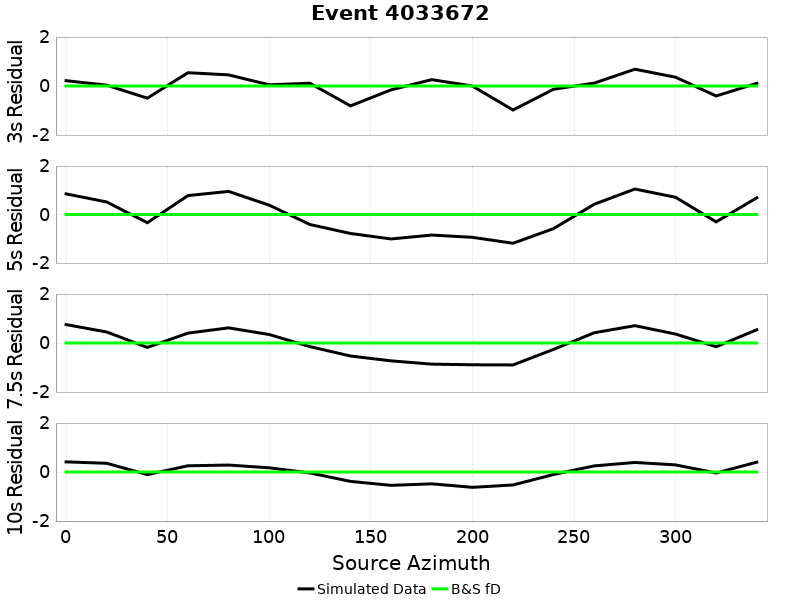 Event 4033672
3s Residual
2
0
-2
5s Residual
2
0
-2
7.5s Residual
2
0
-2
10s Residual
2
0
-2
0 50 100 150 200 250 300
Source Azimuth
Simulated Data B&S fD